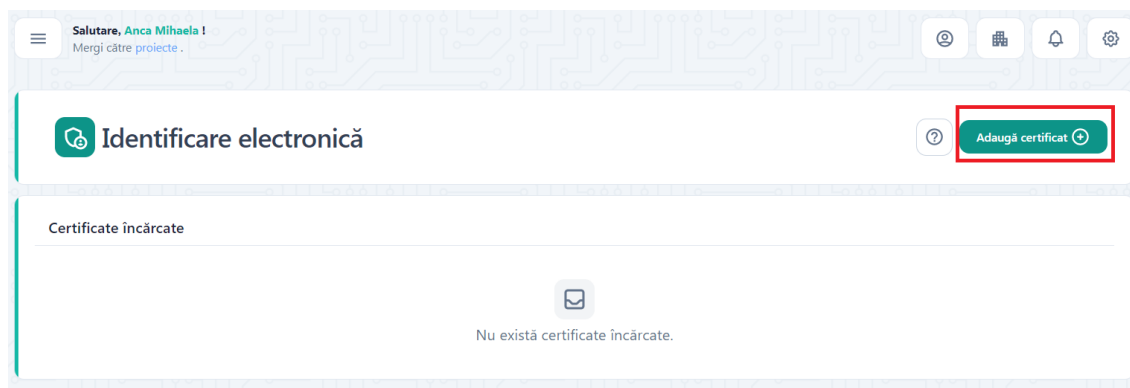 Salutare, Anca Mihaela !
Mergi către proiecte .
Identificare electronică
Adaugă certificat
Certificate încărcate
Nu există certificate încărcate.